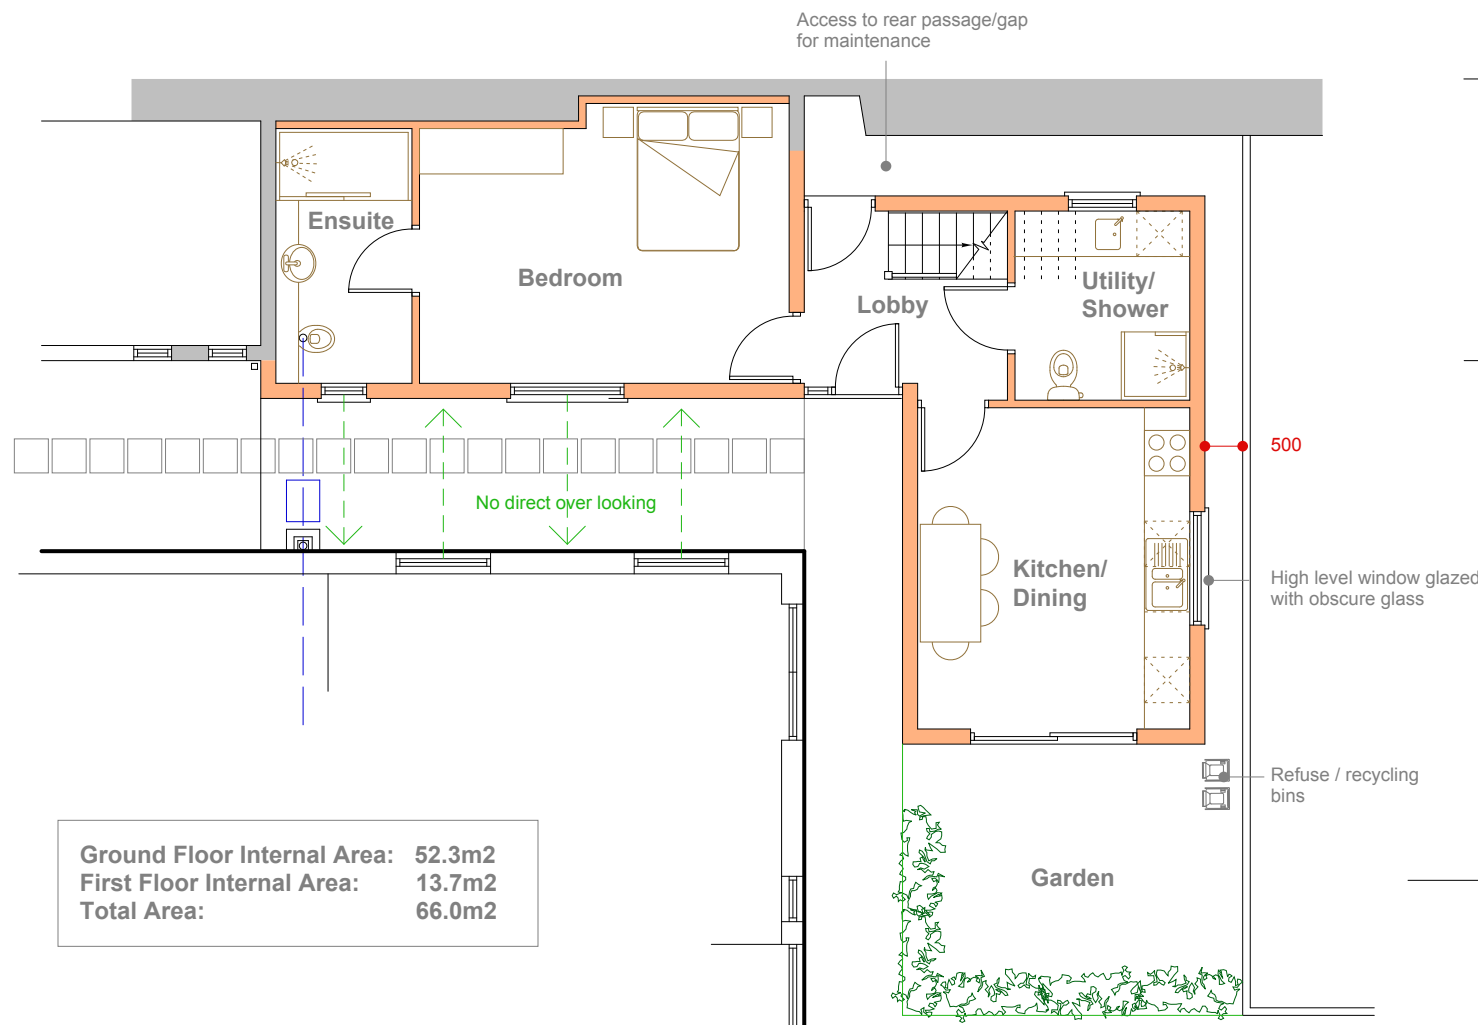 Access to rear passage/gap
for maintenance
Ensuite
Bedroom
Lobby
Utility/
Shower
500
No direct over looking
Kitchen/
Dining
High level window glazed
with obscure glass
Refuse / recycling
bins
Garden
Ground Floor Internal Area: 52.3m2
First Floor Internal Area: 13.7m2
Total Area: 66.0m2